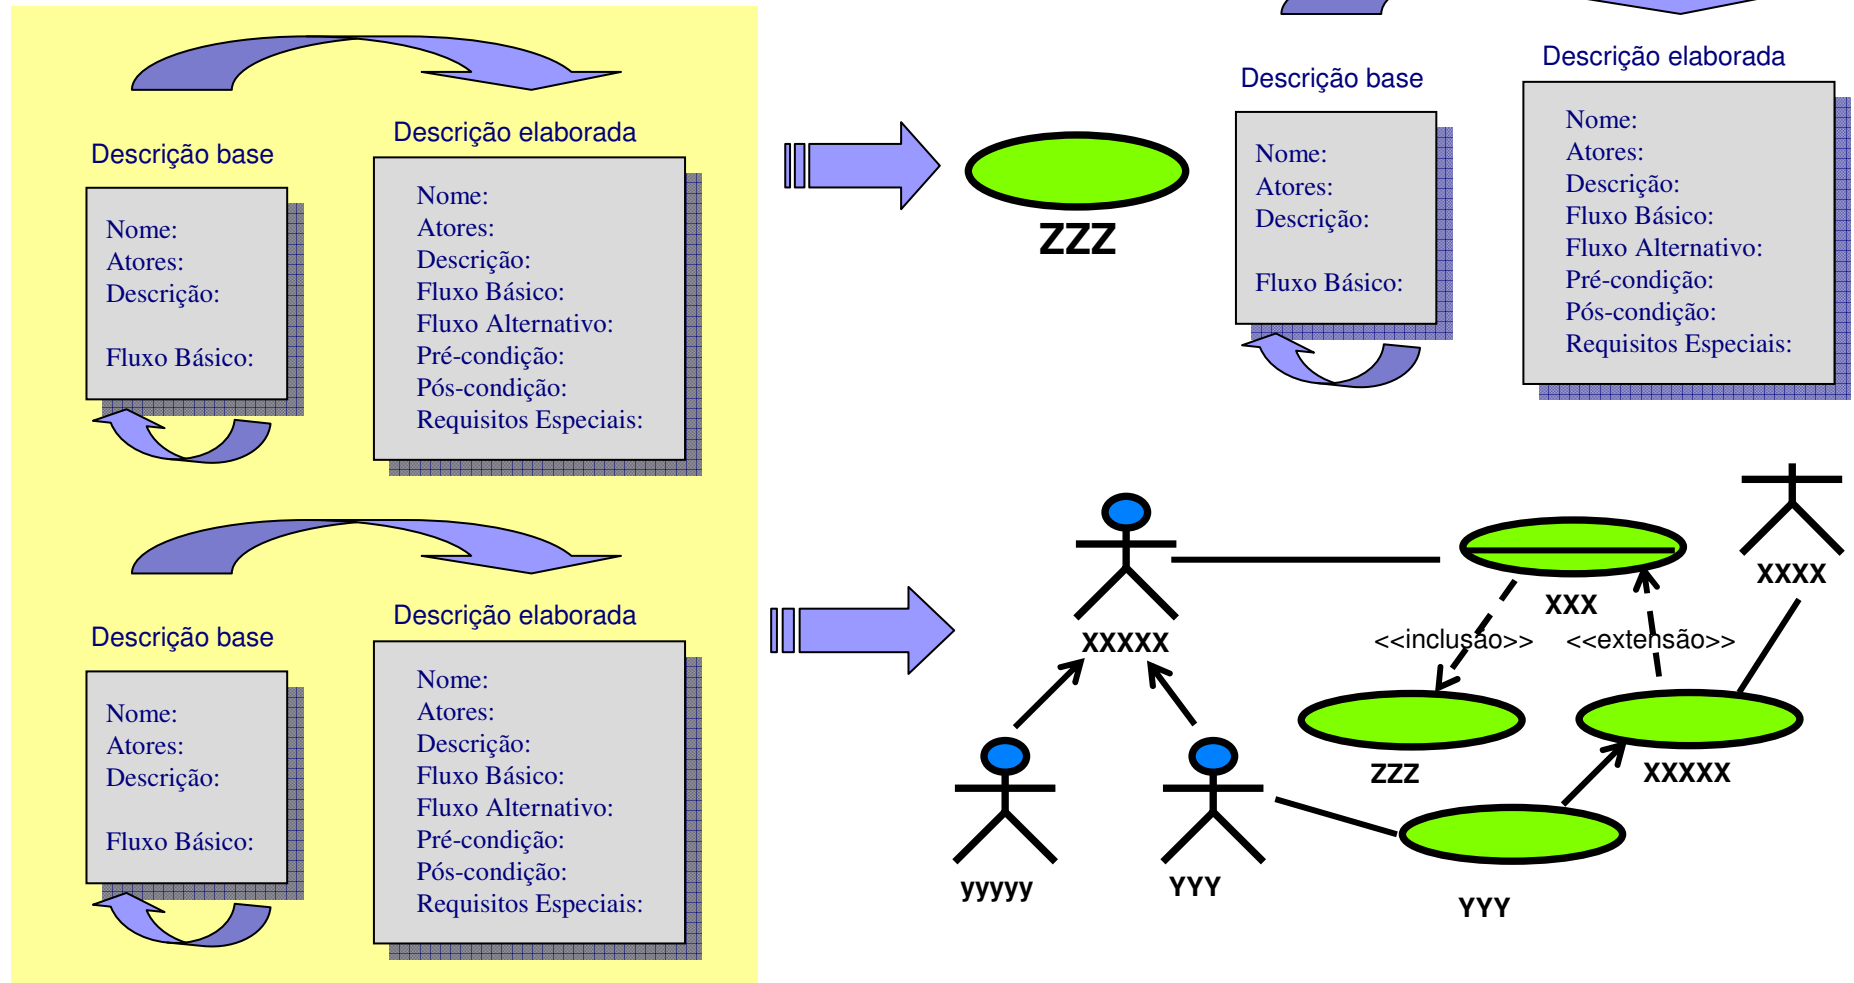 Descrição base
Nome:
Atores:
Descrição:
Fluxo Básico:
Descrição elaborada
Nome:
Atores:
Descrição:
Fluxo Básico:
Fluxo Alternativo:
Pré-condição:
Pós-condição:
Requisitos Especiais:
ZZZ
Descrição base
Nome:
Atores:
Descrição:
Fluxo Básico:
Descrição elaborada
Nome:
Atores:
Descrição:
Fluxo Básico:
Fluxo Alternativo:
Pré-condição:
Pós-condição:
Requisitos Especiais:
Descrição base
Nome:
Atores:
Descrição:
Fluxo Básico:
Descrição elaborada
Nome:
Atores:
Descrição:
Fluxo Básico:
Fluxo Alternativo:
Pré-condição:
Pós-condição:
Requisitos Especiais:
XXXX
XXX
XXXXX
<<inclusão>>
<<extensão>>
ZZZ
XXXXX
yyyyy
YYY
YYY